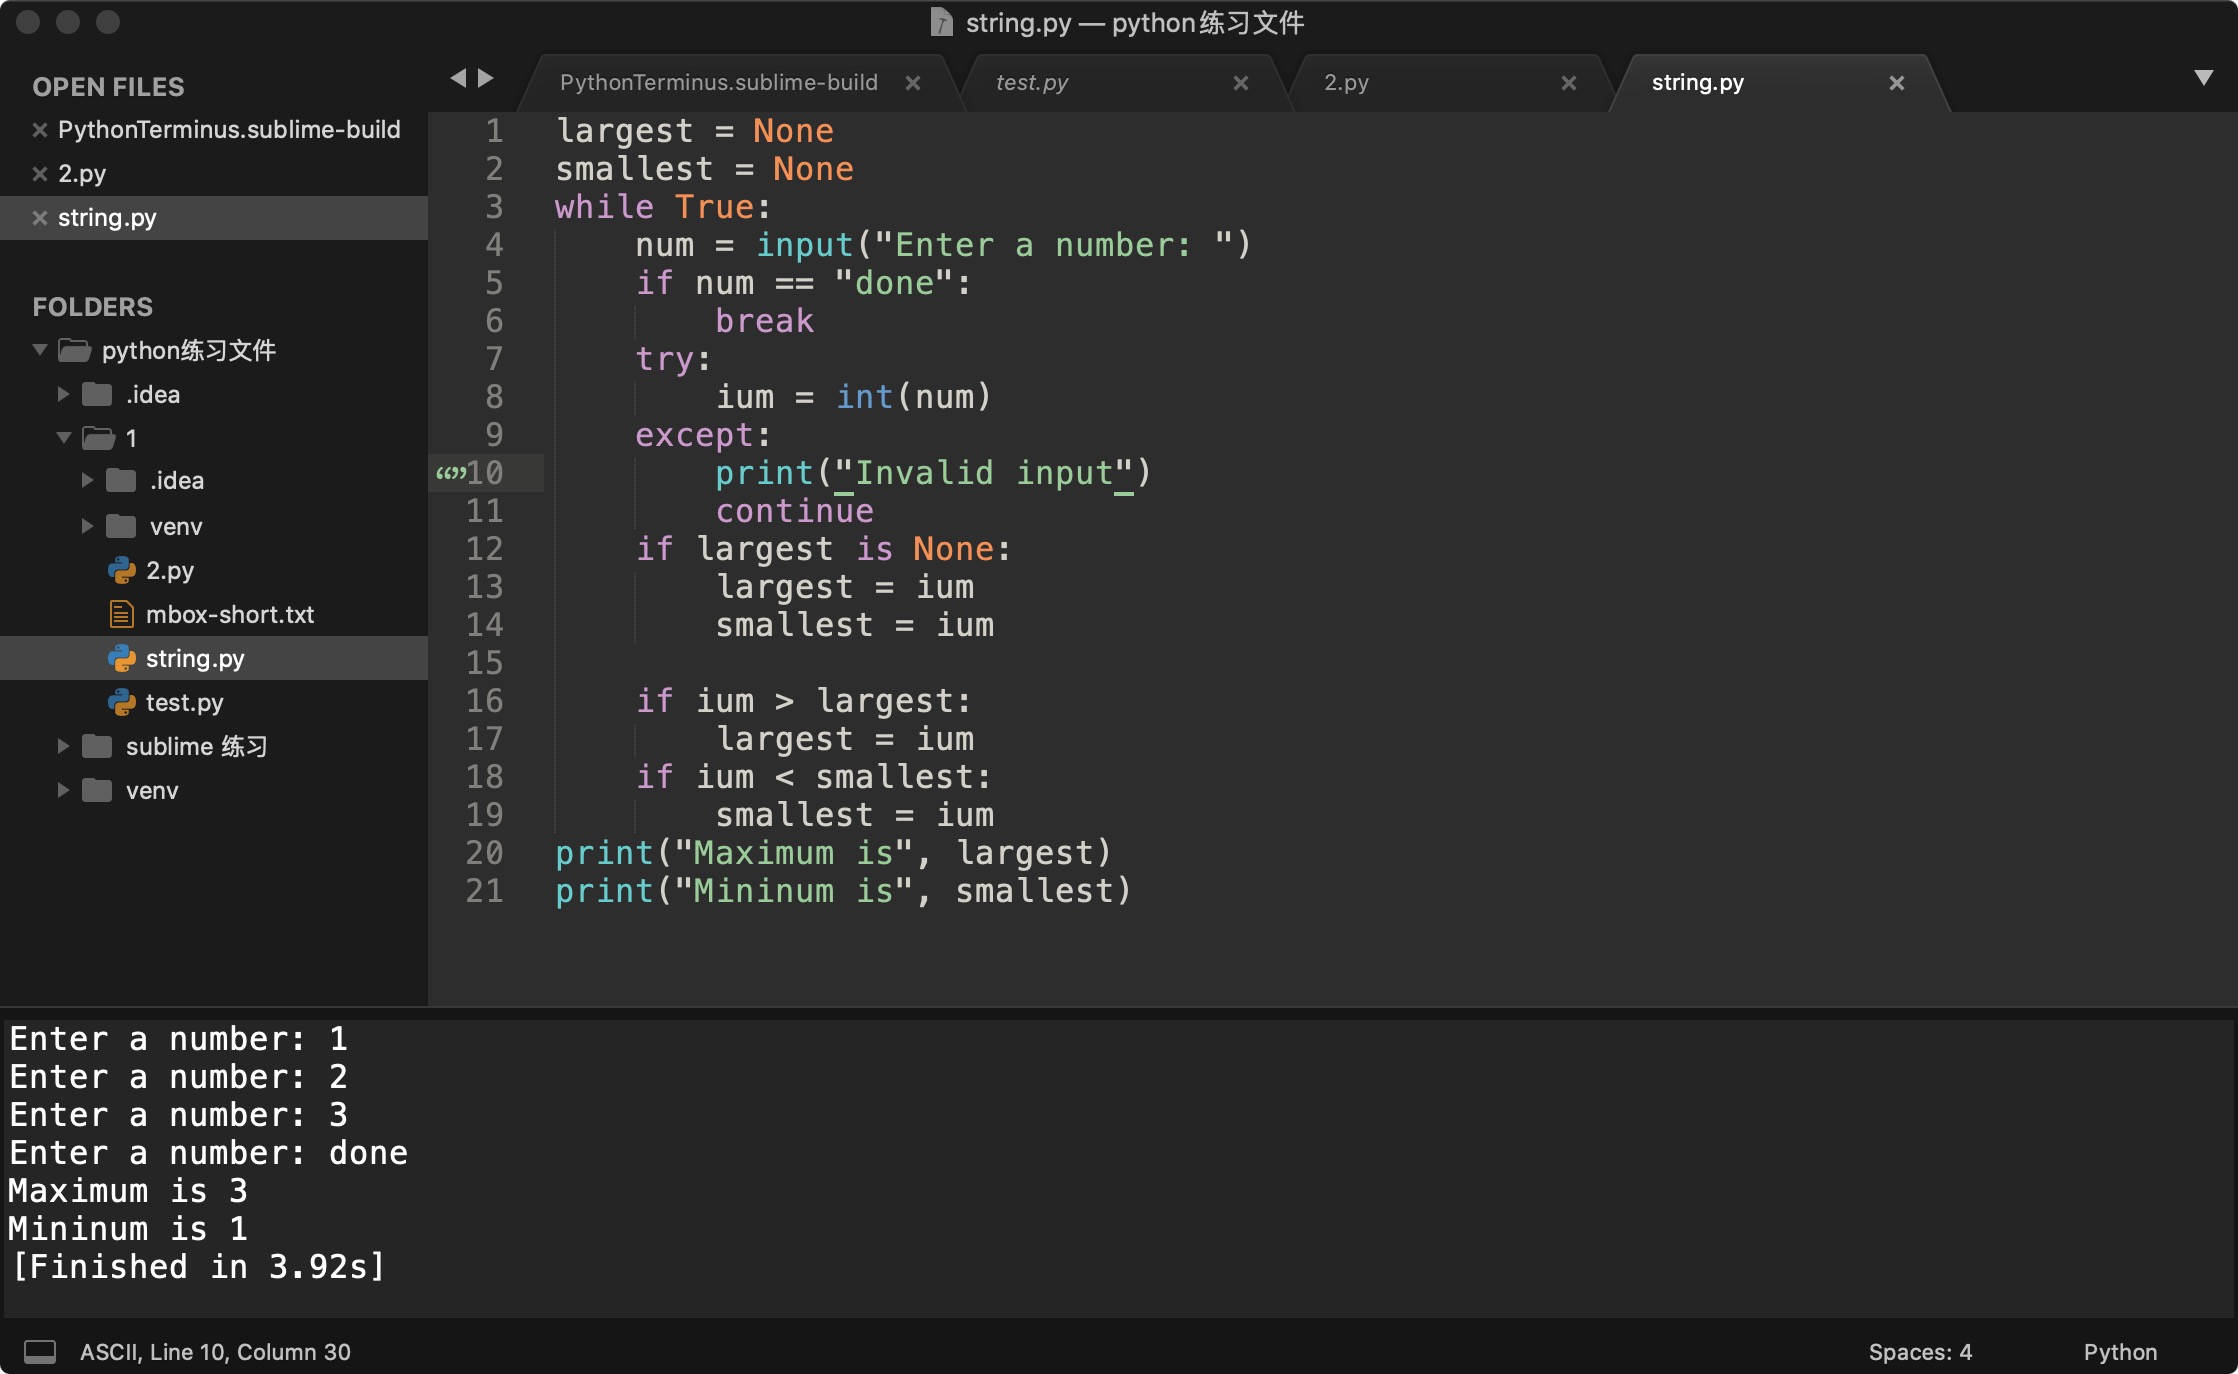 string.py — python练习文件
OPEN FILES
PythonTerminus.sublime-build
2.py
string.py
FOLDERS
python练习文件
.idea
1
.idea
venv
2.py
mbox-short.txt
string.py
test.py
sublime 练习
venv
PythonTerminus.sublime-build
test.py
2.py
string.py
1 largest = None
2 smallest = None
3 while True:
4     num = input("Enter a number: ")
5     if num == "done":
6         break
7     try:
8         ium = int(num)
9     except:
“”10         print("Invalid input")
11         continue
12     if largest is None:
13         largest = ium
14         smallest = ium
15
16     if ium > largest:
17         largest = ium
18     if ium < smallest:
19         smallest = ium
20 print("Maximum is", largest)
21 print("Mininum is", smallest)
Enter a number: 1
Enter a number: 2
Enter a number: 3
Enter a number: done
Maximum is 3
Mininum is 1
[Finished in 3.92s]
ASCII, Line 10, Column 30
Spaces: 4
Python